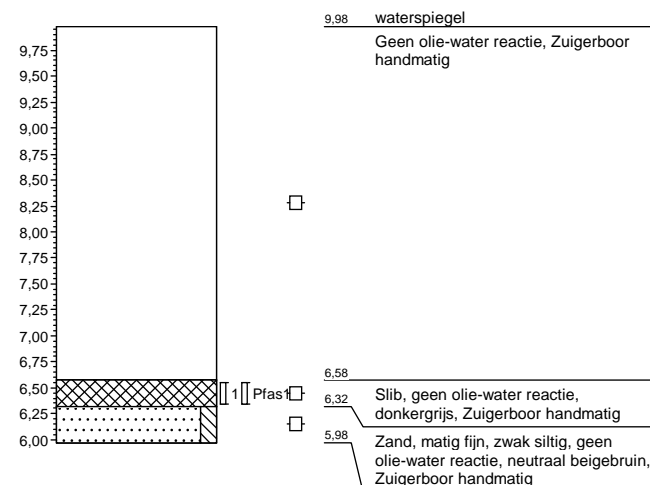 9,98 waterspiegel
Geen olie-water reactie, Zuigerboor
handmatig
9,75
9,50
9,25
9,00
8,75
8,50
8,25
8,00
7,75
7,50
7,25
7,00
6,75
6,50
6,25
6,00
1 Pfas1
6,58
Slib, geen olie-water reactie,
6,32
donkergrijs, Zuigerboor handmatig
5,98
Zand, matig fijn, zwak siltig, geen
olie-water reactie, neutraal beigebruin,
Zuigerboor handmatig